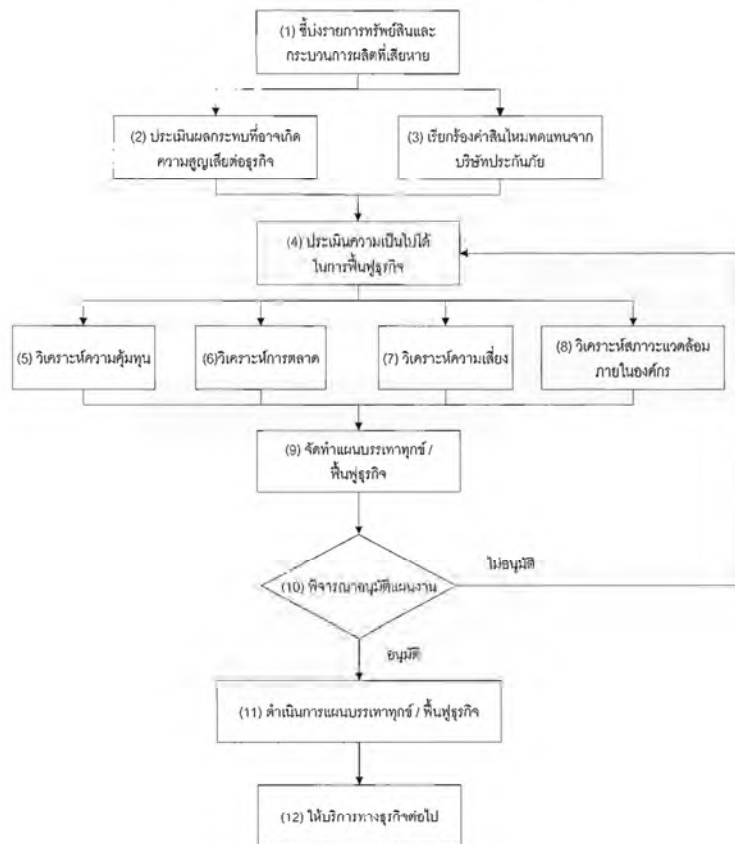 (1) ชี้บ่งรายการทรัพย์สินและ
กระบวนการผลิตที่เสียหาย
(2) ประเมินผลกระทบที่อาจเกิด
ความสูญเสียต่อธุรกิจ
(3) เรียกร้องค่าสินไหมทดแทนจาก
บริษัทประกันภัย
(4) ประเมินความเป็นไปได้
ในการฟื้นฟูธุรกิจ
(5) วิเคราะห์ความคุ้มทุน
(6)วิเคราะห์การตลาด
(7) วิเคราะห์ความเสี่ยง
(8) วิเคราะห์สภาวะแวดล้อม
ภายในองค์กร
(9) จัดทำแผนบรรเทาทุกข์ /
ฟื้นฟูธุรกิจ
ไม่อนุมัติ
(10) พิจารณาอนุมัติแผนงาน
อนุมัติ
(11) ดำเนินการแผนบรรเทาทุกข์ / ฟื้นฟูธุรกิจ
(12) ให้บริการทางธุรกิจต่อไป